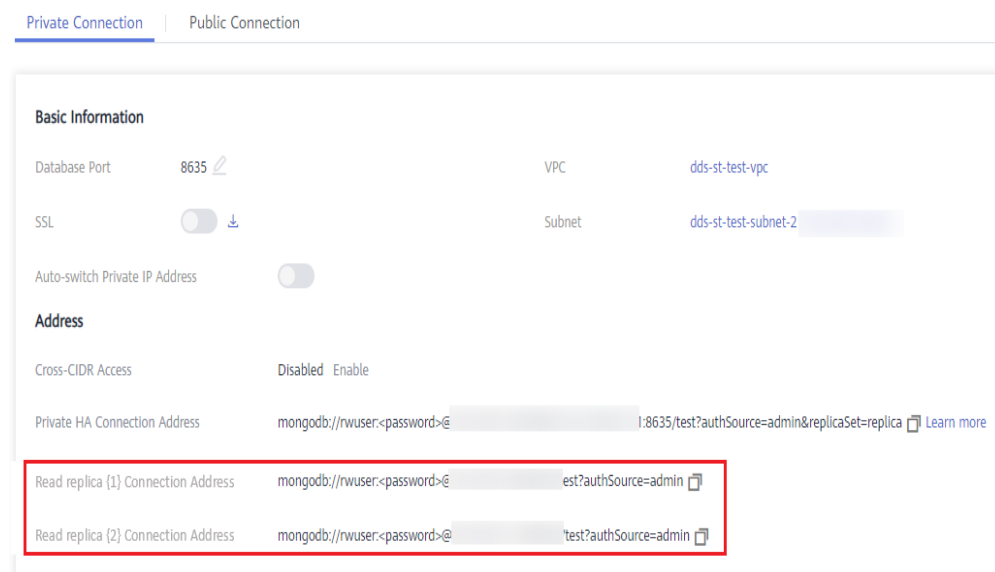 Private Connection Public Connection
Basic Information
Database Port 8635 VPC dds-st-test-vpc
SSL Subnet dds-st-test-subnet-2
Auto-switch Private IP Address
Address
Cross-CIDR Access Disabled Enable
Private HA Connection Address mongodb://rwuser:<password>@ :8635/test?authSource=admin&replicaSet=replica Learn more
Read replica {1} Connection Address mongodb://rwuser:<password>@ est?authSource=admin
Read replica {2} Connection Address mongodb://rwuser:<password>@ /test?authSource=admin